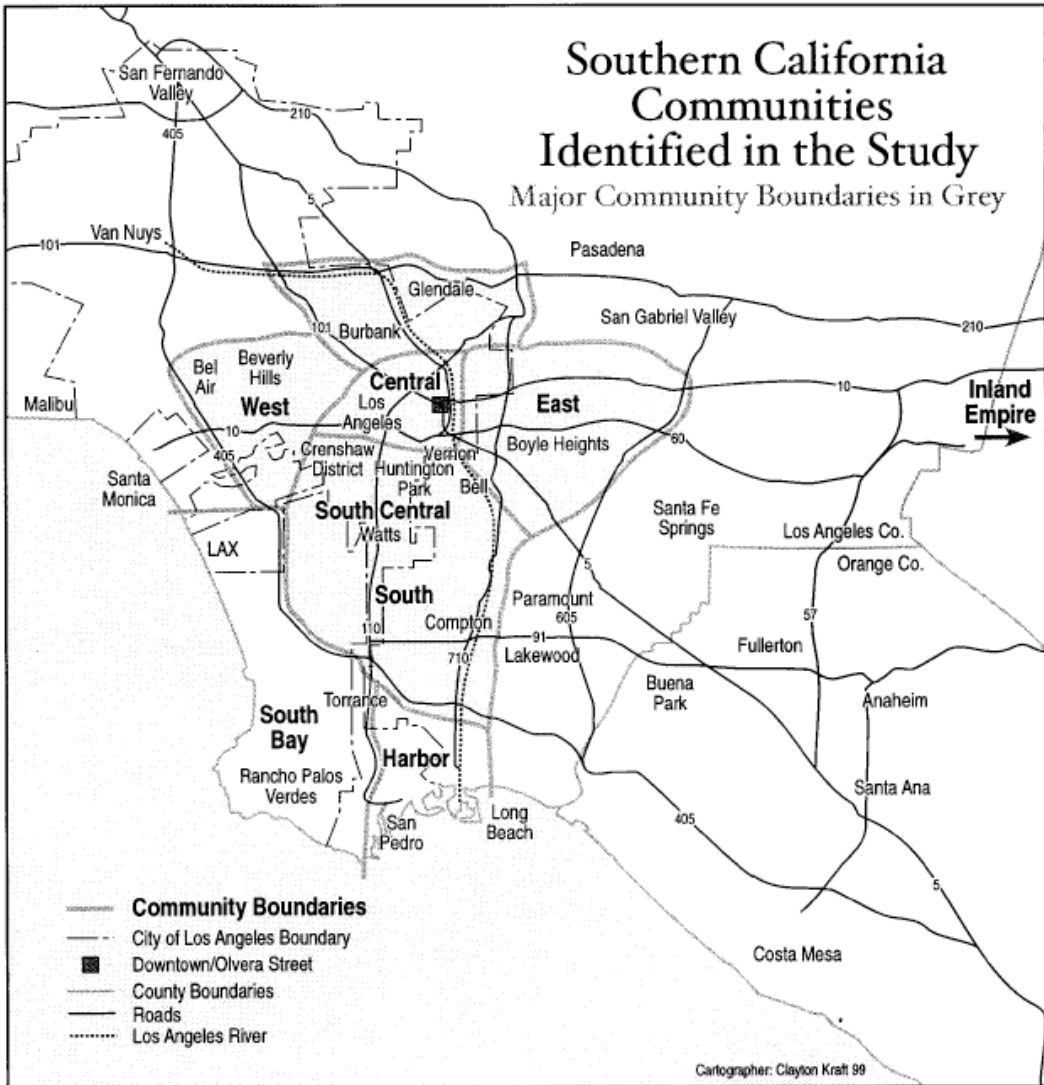 Southern California
Communities
Identified in the Study
Major Community Boundaries in Grey
San Fernando
Valley
405
210
5
Van Nuys
101
Pasadena
Glendale
San Gabriel Valley
101
Burbank
210
Bel
Air
Beverly
Hills
Central
Malibu
West
Los
Angeles
East
10
Inland
Empire
10
405
Crenshaw
District
Vernon
Boyle Heights
60
Huntington
Park
Bell
Santa
Monica
South Central
Watts
Santa Fe
Springs
Los Angeles Co.
LAX
5
Orange Co.
South
Paramount
605
57
110
Compton
91
Lakewood
Fullerton
710
Buena
Park
Anaheim
Torrance
South
Bay
Harbor
Rancho Palos
Verdes
Santa Ana
San
Pedro
Long
Beach
405
5
Costa Mesa
Community Boundaries
City of Los Angeles Boundary
Downtown/Olvera Street
County Boundaries
Roads
Los Angeles River
Cartographer: Clayton Kraft 99